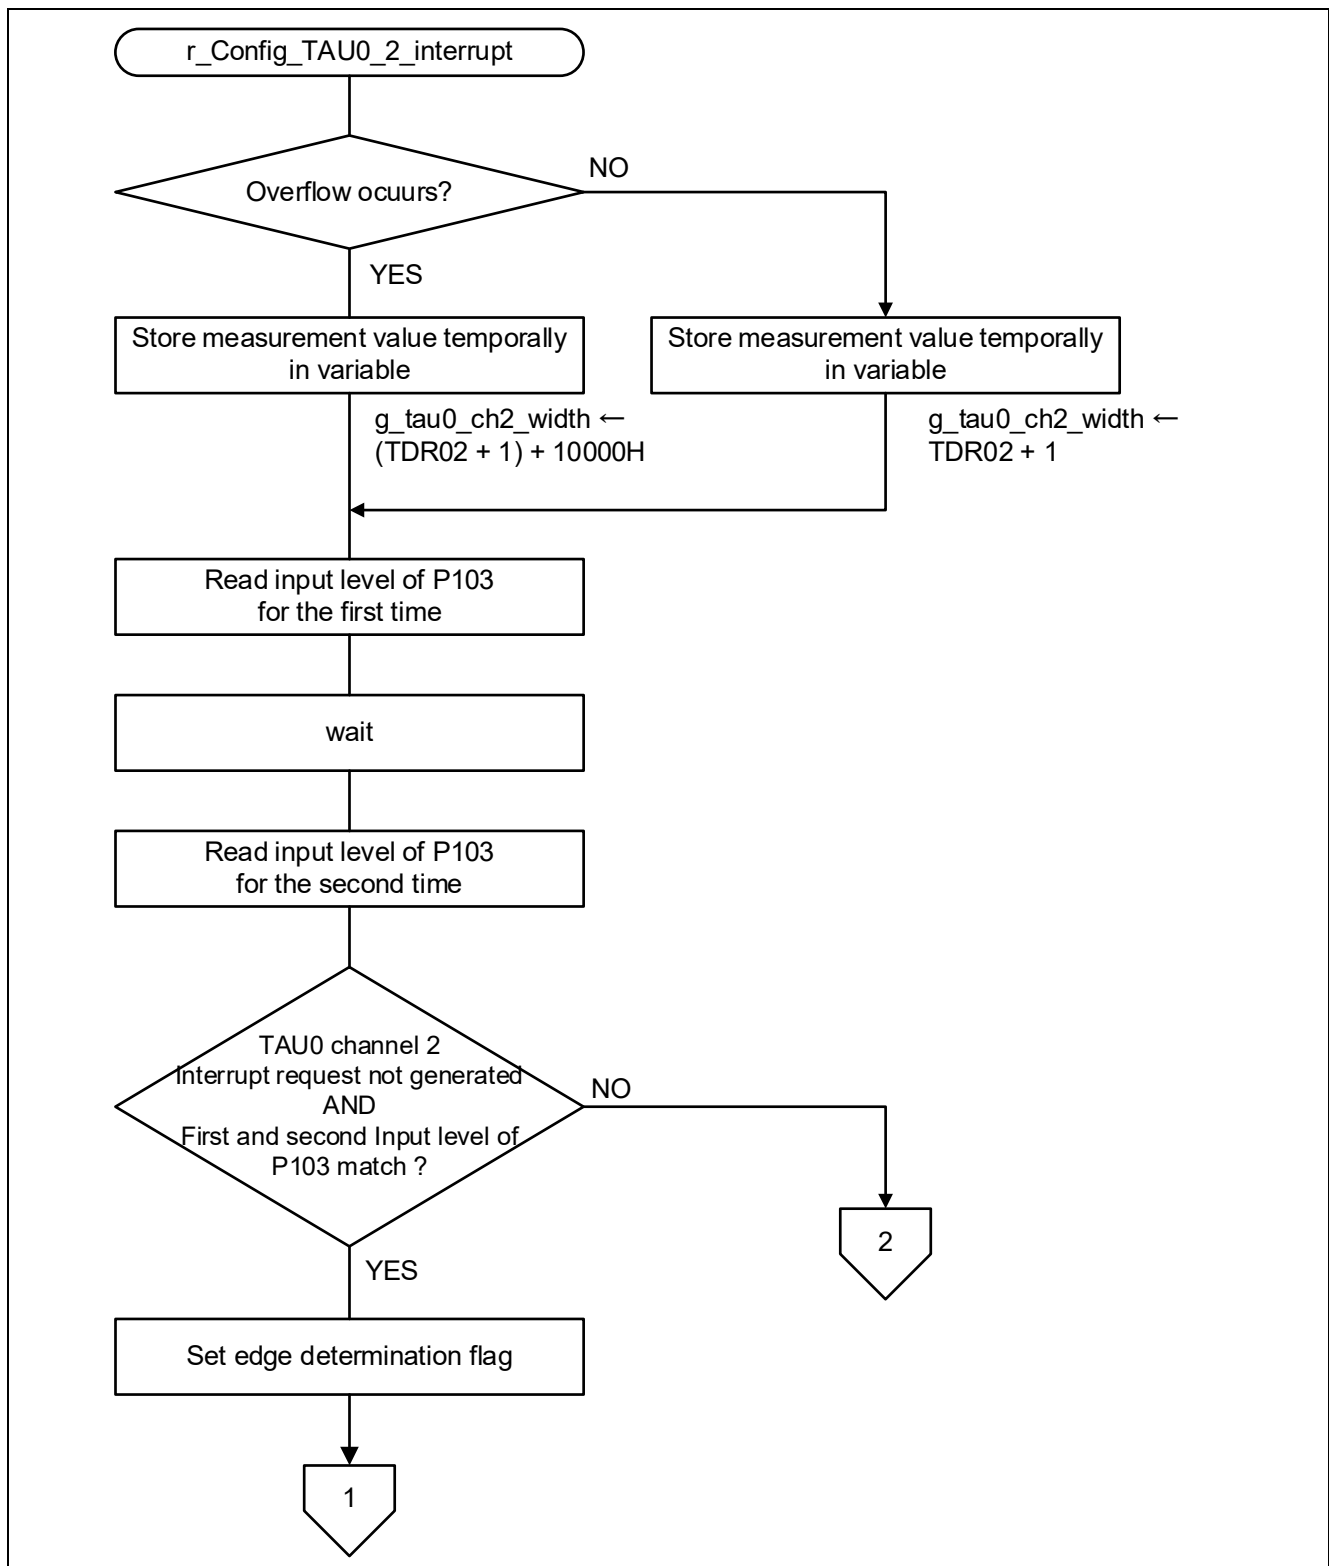 r_Config_TAU0_2_interrupt
Overflow ocuurs?
NO
YES
Store measurement value temporally
in variable
Store measurement value temporally
in variable
g_tau0_ch2_width ←
(TDR02 + 1) + 10000H
g_tau0_ch2_width ←
TDR02 + 1
Read input level of P103
for the first time
wait
Read input level of P103
for the second time
TAU0 channel 2
Interrupt request not generated
AND
First and second Input level of
P103 match ?
NO
2
YES
Set edge determination flag
1